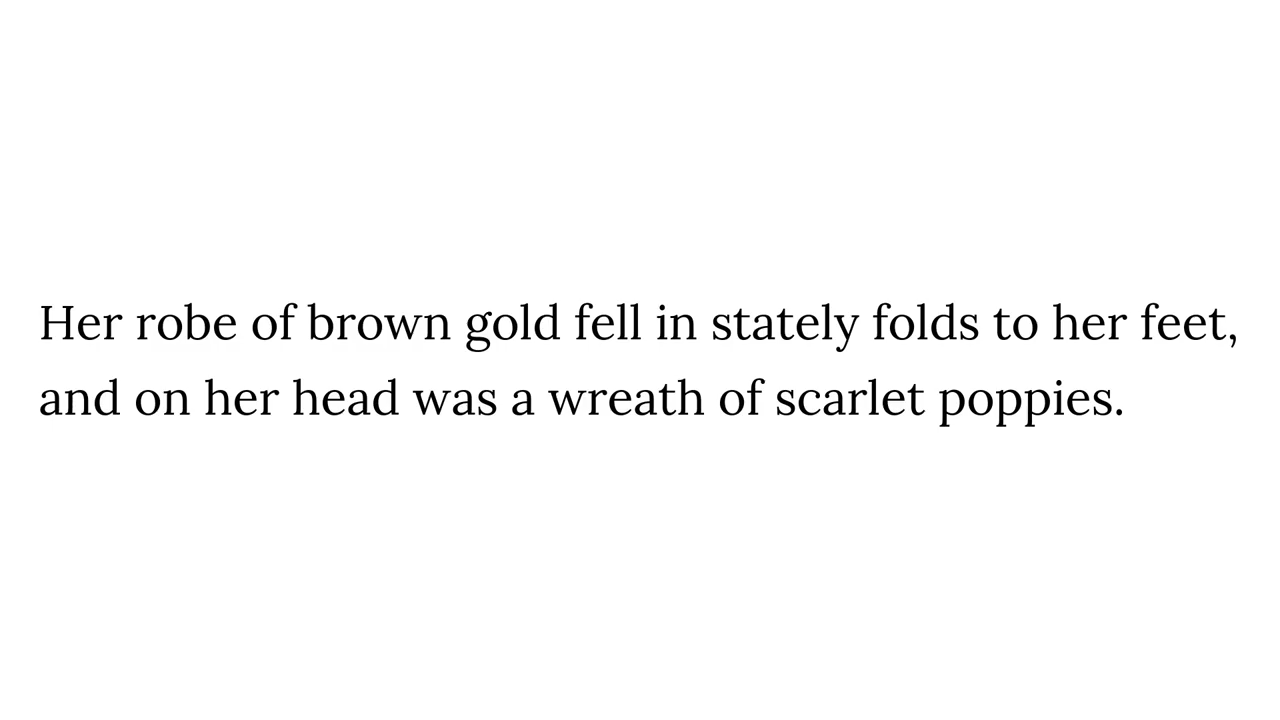 Her robe of brown gold fell in stately folds to her feet,
and on her head was a wreath of scarlet poppies.